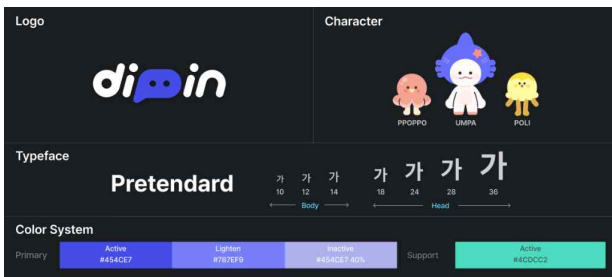 Logo
Character
dippin
PPOPPO
UMPA
POLI
Typeface
Pretendard
가 가 가 가 가 가 가
10 12 14 18 24 28 36
Body
Head
Color System
Primary
Active
#454CE7
Lighten
#787EF9
Inactive
#454CE7 40%
Support
Active
#4CDCC2